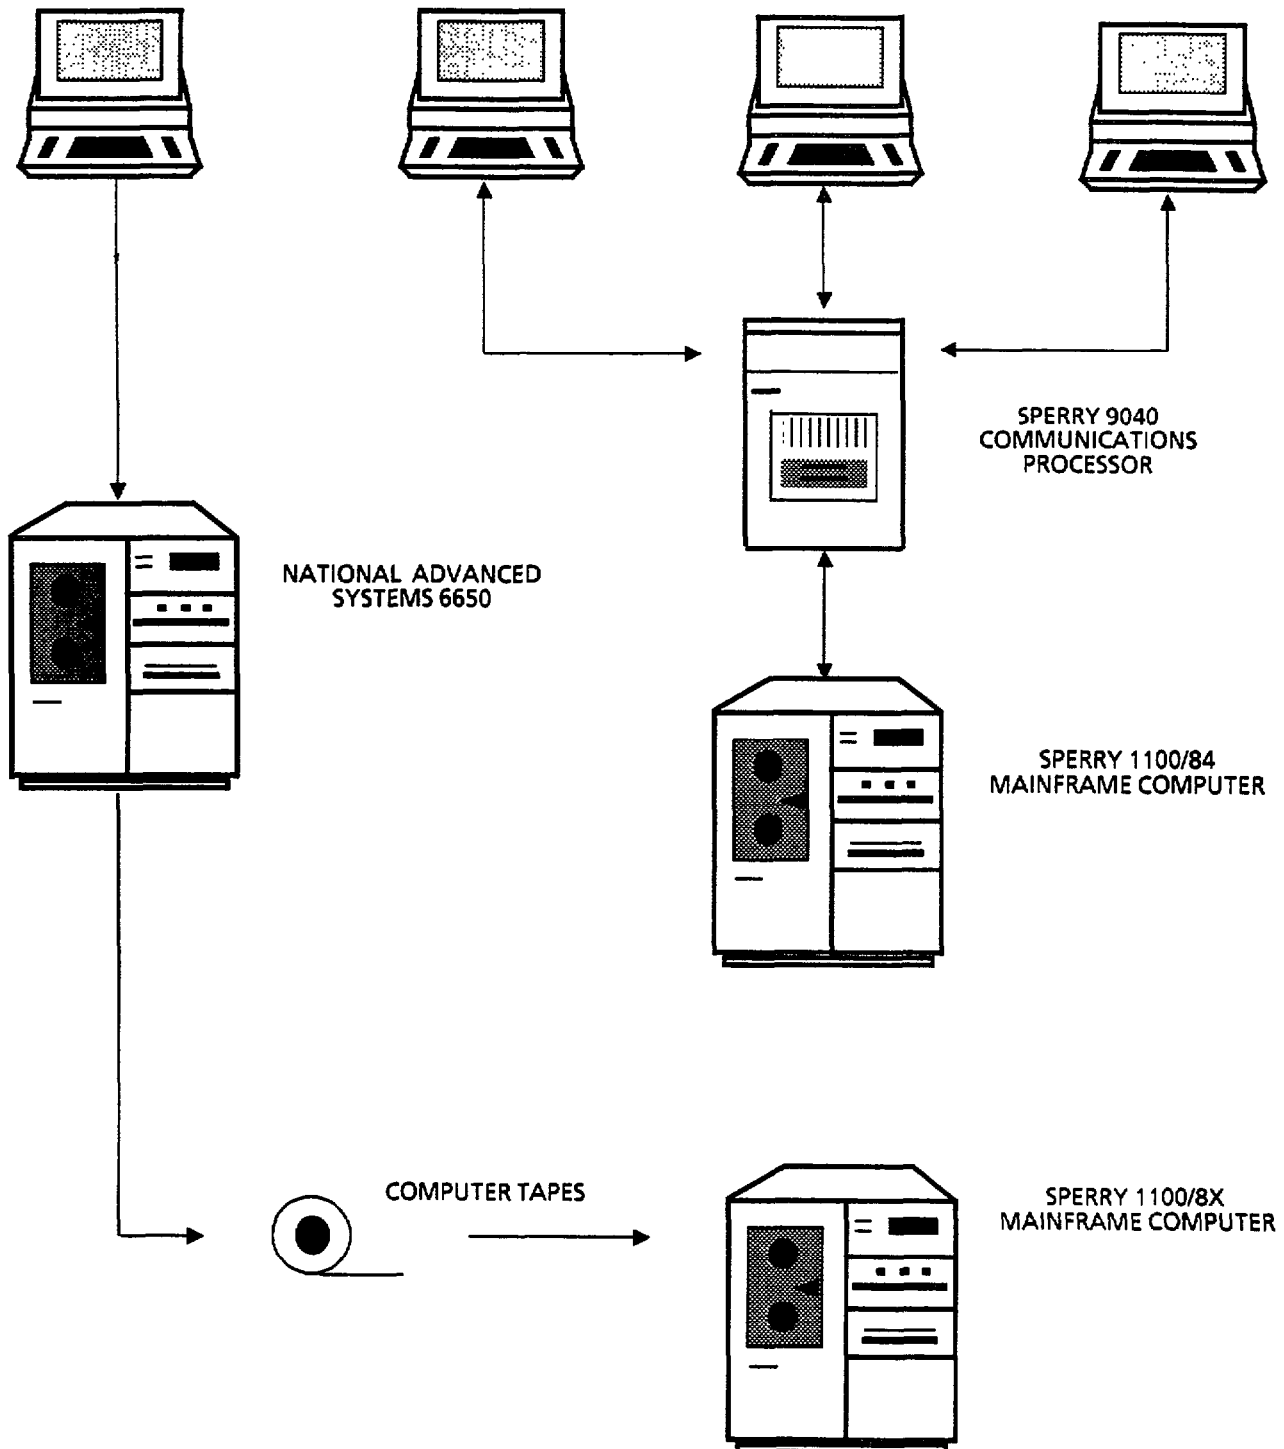 SPERRY 9040
COMMUNICATIONS
PROCESSOR
NATIONAL ADVANCED
SYSTEMS 6650
SPERRY 1100/84
MAINFRAME COMPUTER
COMPUTER TAPES
SPERRY 1100/8X
MAINFRAME COMPUTER